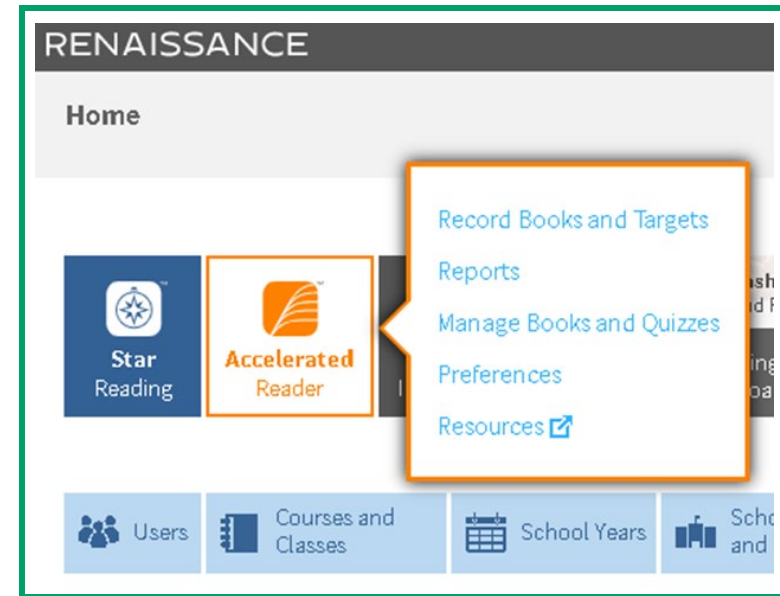 RENAISSANCE
Home
Record Books and Targets
Reports
Manage Books and Quizzes
Preferences
Resources
Star
Reading
Accelerated
Reader
Users
Courses and
Classes
School Years
and